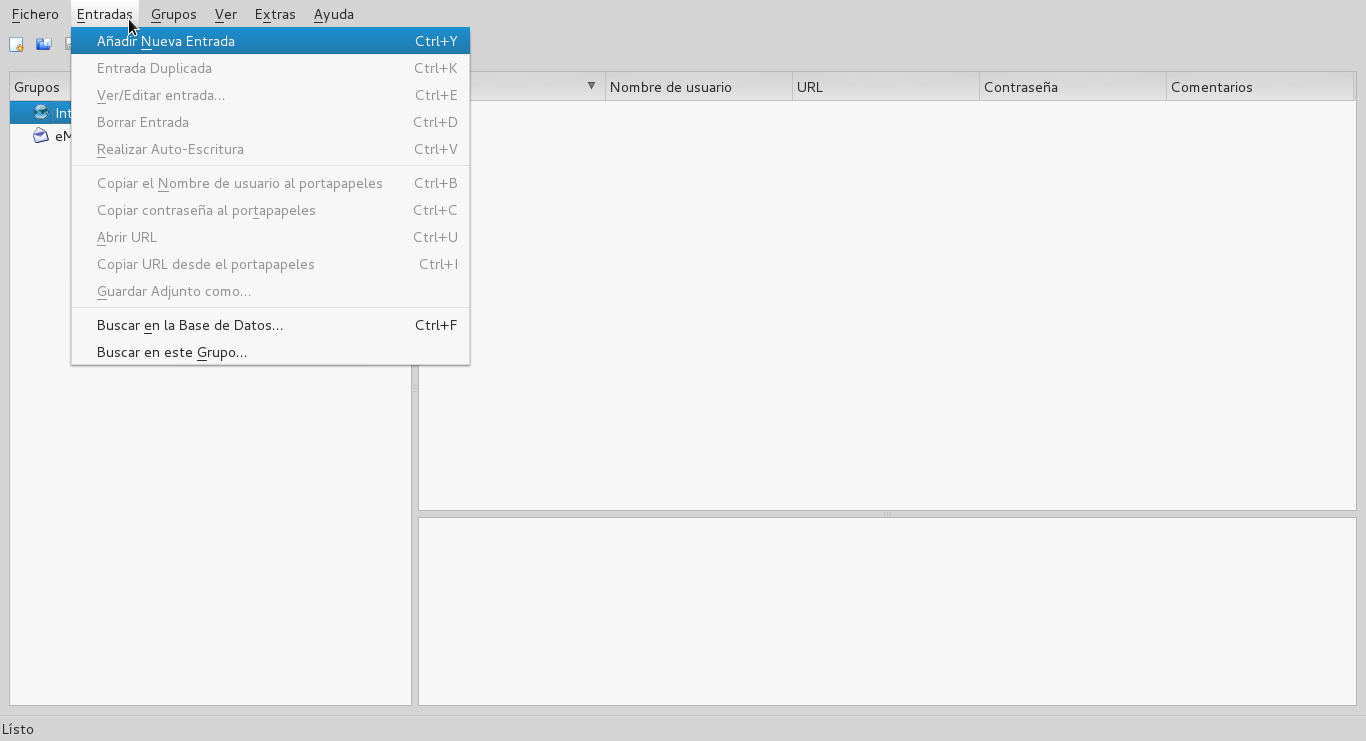 Fichero Entradas Grupos Ver Extras Ayuda
Añadir Nueva Entrada Ctrl+Y
Entrada Duplicada Ctrl+K
Ver/Editar entrada... Ctrl+E
Borrar Entrada Ctrl+D
Realizar Auto-Escritura Ctrl+V
Copiar el Nombre de usuario al portapapeles Ctrl+B
Copiar contraseña al portapapeles Ctrl+C
Abrir URL Ctrl+U
Copiar URL desde el portapapeles Ctrl+I
Guardar Adjunto como...
Buscar en la Base de Datos... Ctrl+F
Buscar en este Grupo...
Grupos Nombre de usuario URL Contraseña Comentarios
Int
eM
Lísto